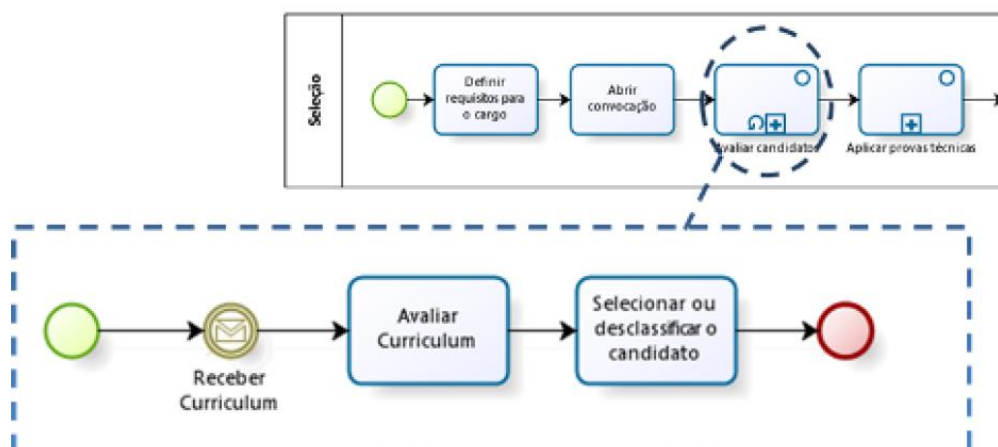 Seleção
Definir
requisitos para
o cargo
Abrir
convocação
Avaliar candidatos
Aplicar provas técnicas
Receber
Curriculum
Avaliar
Curriculum
Selecionar ou
desclassificar o
candidato